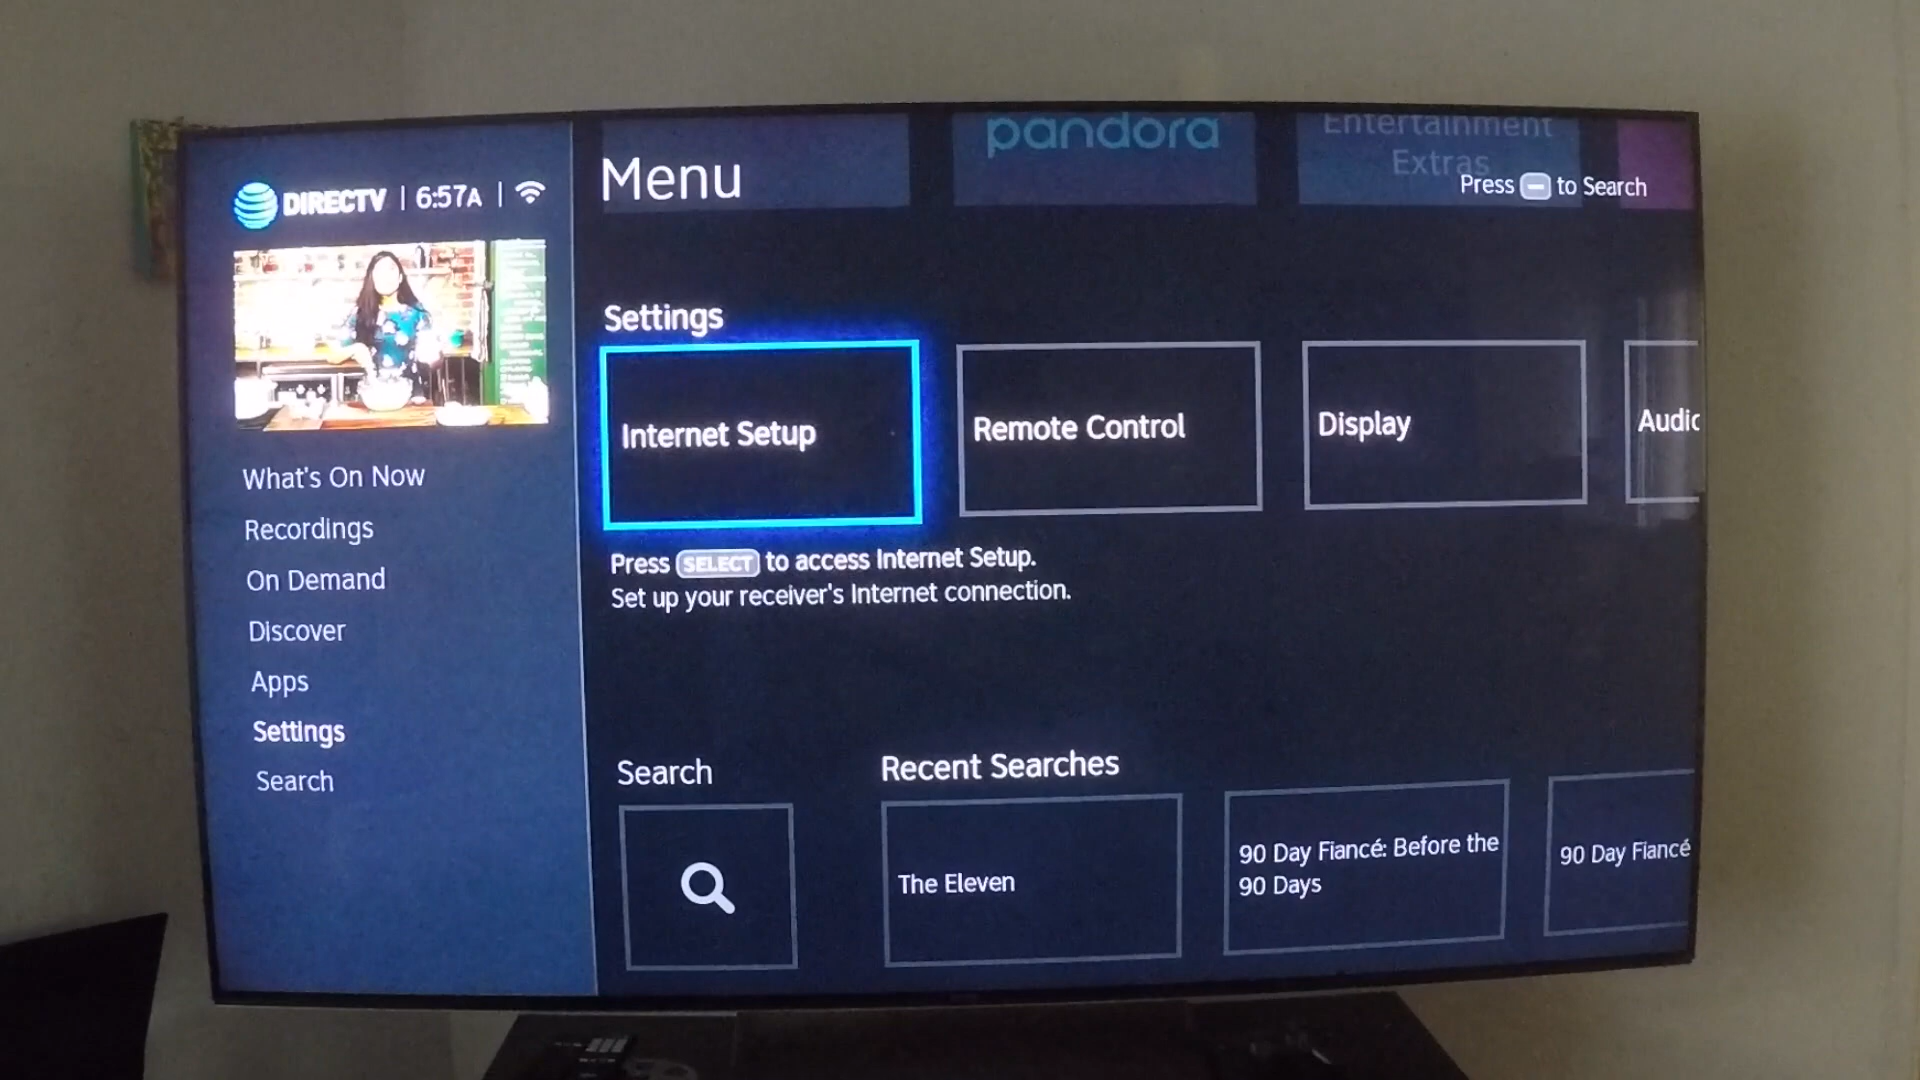 DIRECTV | 6:57A |
Menu
pandora
Entertainment
Extras
Press – to Search
What's On Now
Recordings
On Demand
Discover
Apps
Settings
Search
Settings
Internet Setup
Remote Control
Display
Audio
Press SELECT to access Internet Setup.
Set up your receiver's Internet connection.
Search
Recent Searches
The Eleven
90 Day Fiancé: Before the
90 Days
90 Day Fiancé